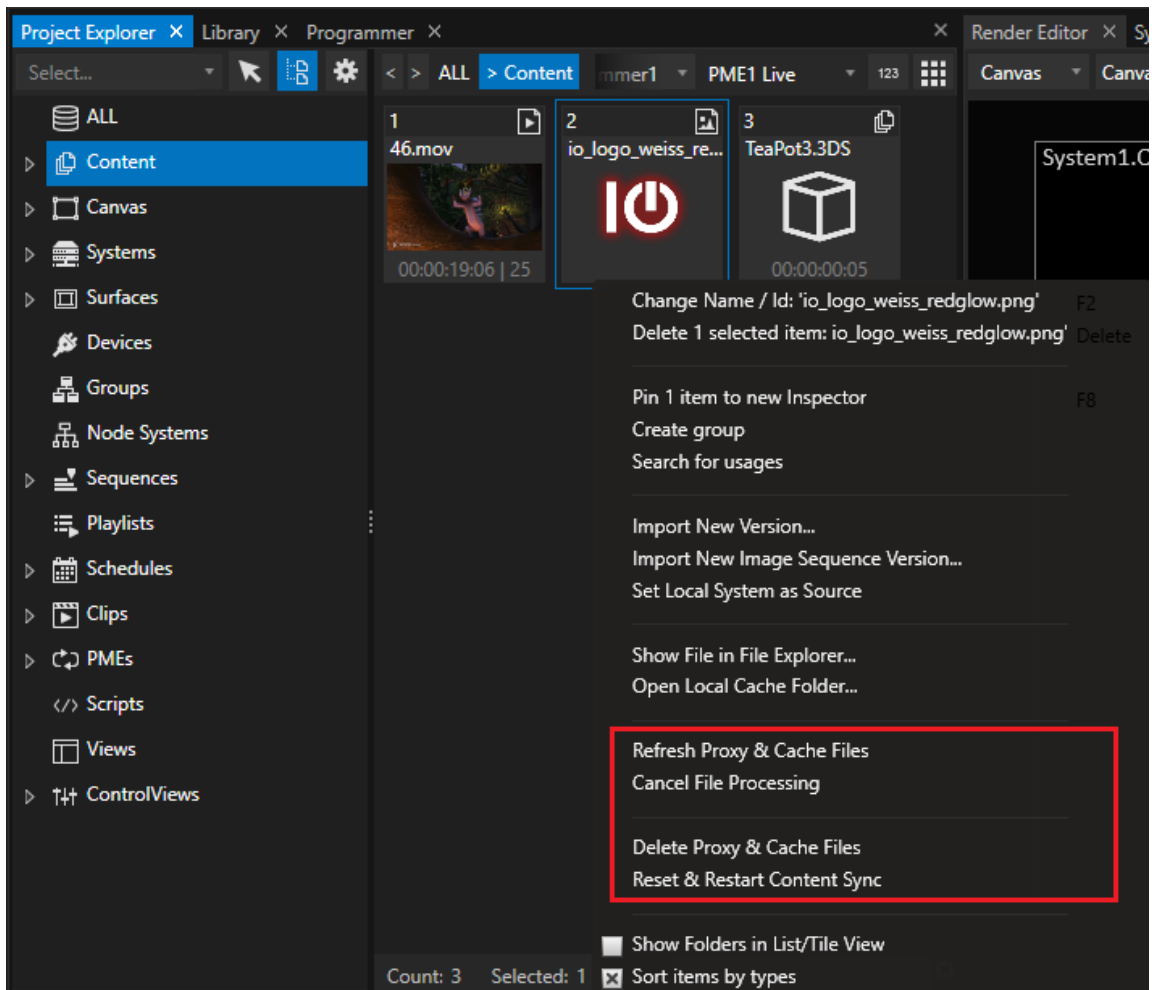 Project Explorer × Library × Programmer ×
×
Render Editor ×
Select...
< > ALL > Content mmer1 PME1 Live 123
Canvas
ALL
Content
Canvas
Systems
Surfaces
Devices
Groups
Node Systems
Sequences
Playlists
Schedules
Clips
PMEs
Scripts
Views
ControlViews
1
46.mov
00:00:19:06 | 25
2
io_logo_weiss_re...
3
TeaPot3.3DS
00:00:00:05
System1.C
Change Name / Id: 'io_logo_weiss_redglow.png' F2
Delete 1 selected item: io_logo_weiss_redglow.png' Delete
Pin 1 item to new Inspector F8
Create group
Search for usages
Import New Version...
Import New Image Sequence Version...
Set Local System as Source
Show File in File Explorer...
Open Local Cache Folder...
Refresh Proxy & Cache Files
Cancel File Processing
Delete Proxy & Cache Files
Reset & Restart Content Sync
Show Folders in List/Tile View
Sort items by types
Count: 3 Selected: 1